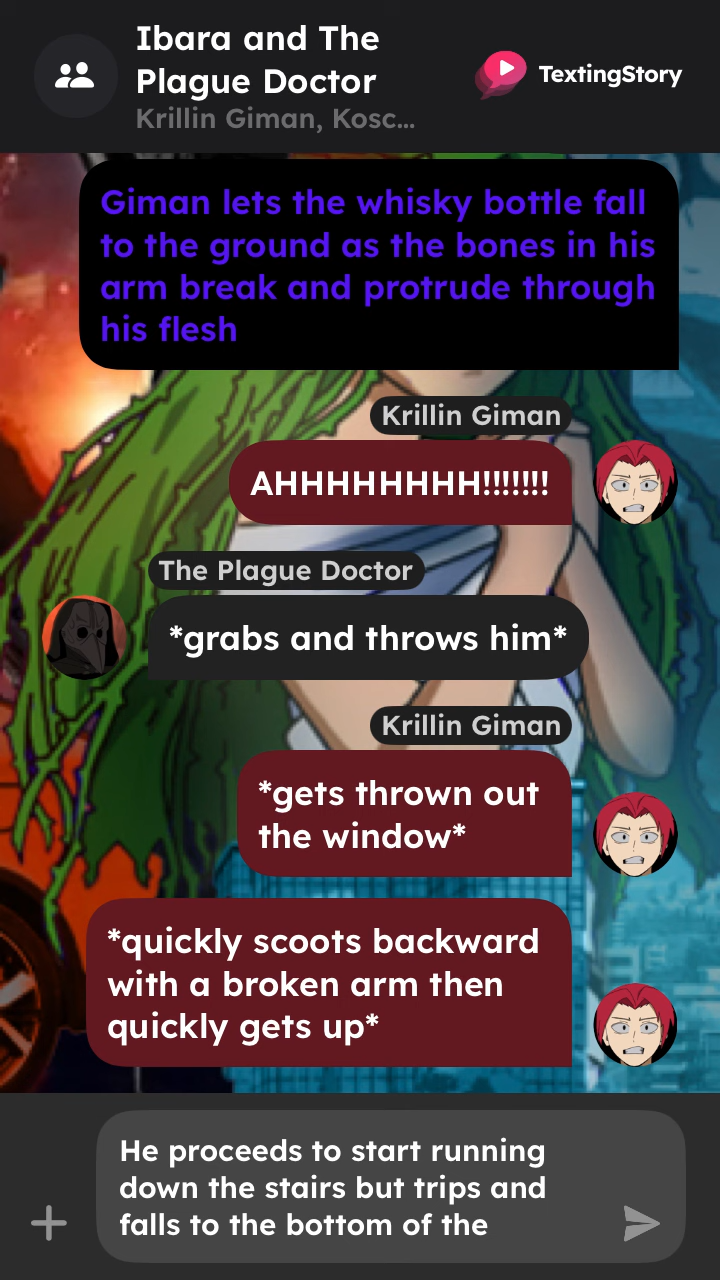 Ibara and The
Plague Doctor
Krillin Giman, Kosc...
TextingStory
Giman lets the whisky bottle fall
to the ground as the bones in his
arm break and protrude through
his flesh
Krillin Giman
AHHHHHHHH!!!!!!!
The Plague Doctor
*grabs and throws him*
Krillin Giman
*gets thrown out
the window*
*quickly scoots backward
with a broken arm then
quickly gets up*
He proceeds to start running
down the stairs but trips and
falls to the bottom of the